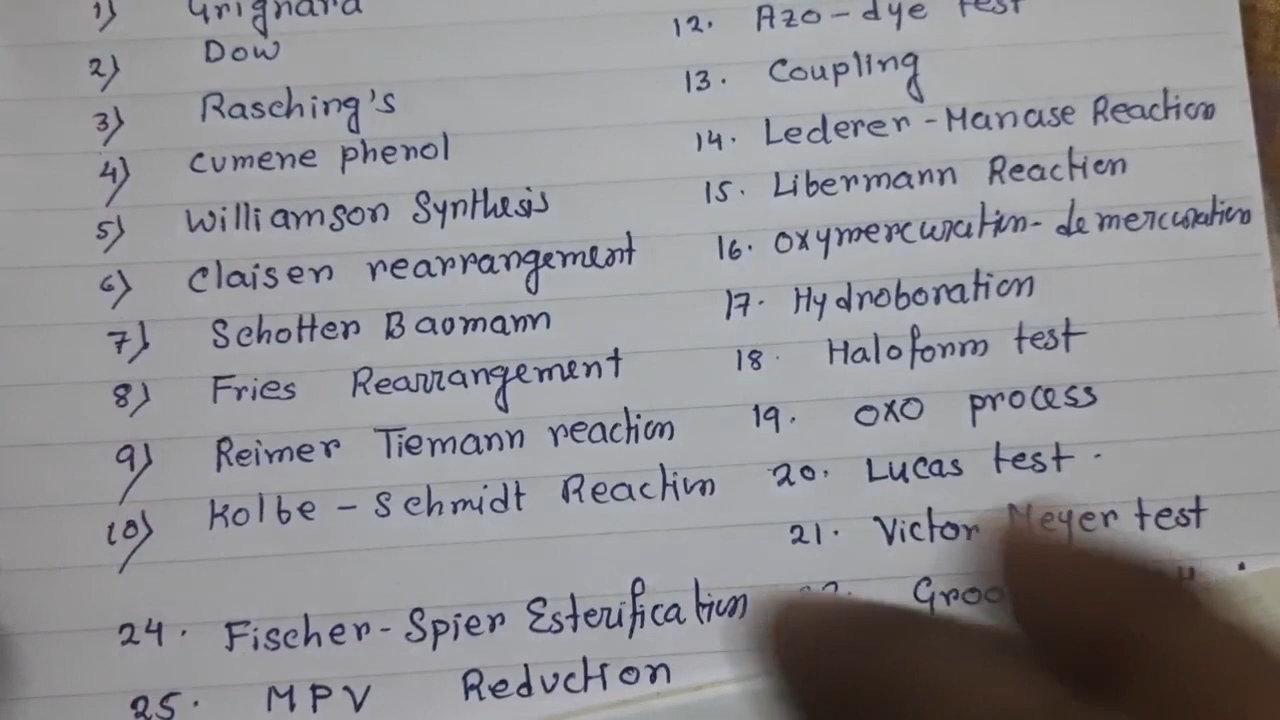 1) Grignard
2) Dow
3) Rasching's
4) Cumene phenol
5) Williamson Synthesis
6) Claisen rearrangement
7) Schotten Baomann
8) Fries Rearrangement
9) Reimer Tiemann reaction
10) Kolbe - Schmidt Reaction
24. Fischer-Spier Esterification
25. MPV Reduction
12. Azo-dye test
13. Coupling
14. Lederer-Manase Reaction
15. Libermann Reaction
16. Oxymercuration-demercuration
17. Hydroboration
18. Haloform test
19. OXO process
20. Lucas test.
21. Victor Meyer test